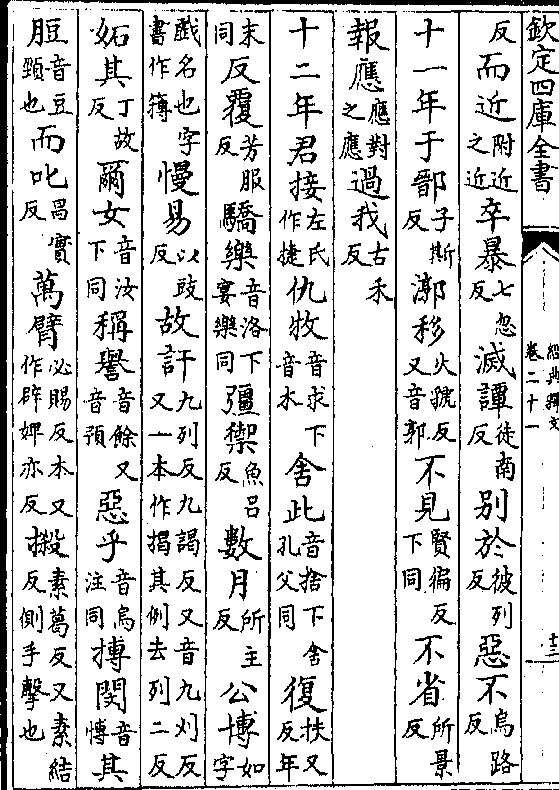 欽定四庫全書
經典釋文
卷二十一
十三
反而近附近之近卒暴七忽反滅譚徒南反别於彼列反惡不烏路反
十一年于鄑子斯反漷移火虢反又音郭不見賢徧反下同不省所景反
報應應對之應過我古禾反
十二年君接左氏作捷仇牧音求下音木舍此音捨下舍孔父同復扶又反年
末同反覆芳服反驕樂音洛下宴樂同彊禦魚吕反數月所主反公博如字
戲名也字書作簙慢易以豉反故訐九列反九謁反又音九刈反又一本作揭其例去列二反
妬其丁故反爾女音汝下同稱譽音餘又音預惡乎音烏注同搏閔音博其
脰音豆頸也而叱昌實反萬臂必賜反本又作辟婢亦反摋素葛反又素結反側手擊也